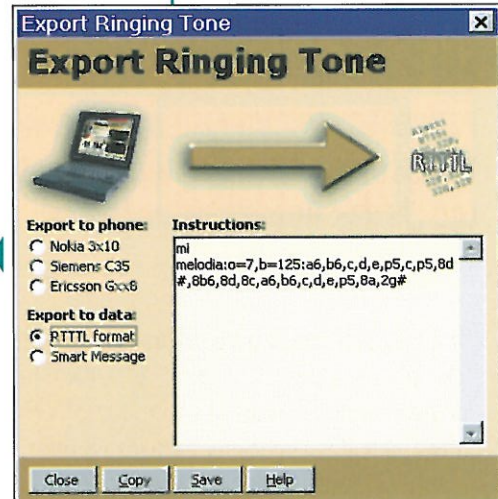 Export Ringing Tone
Export Ringing Tone
RTTTL
Export to phone:
Nokia 3x10
Siemens C35
Ericsson Gxx8
Export to data:
RTTTL format
Smart Message
Instructions:
mi
melodia:o=7,b=125:a6,b6,c,d,e,p5,c,p5,8d
#,8b6,8d,8c,a6,b6,c,d,e,p5,8a,2g#
Close
Copy
Save
Help